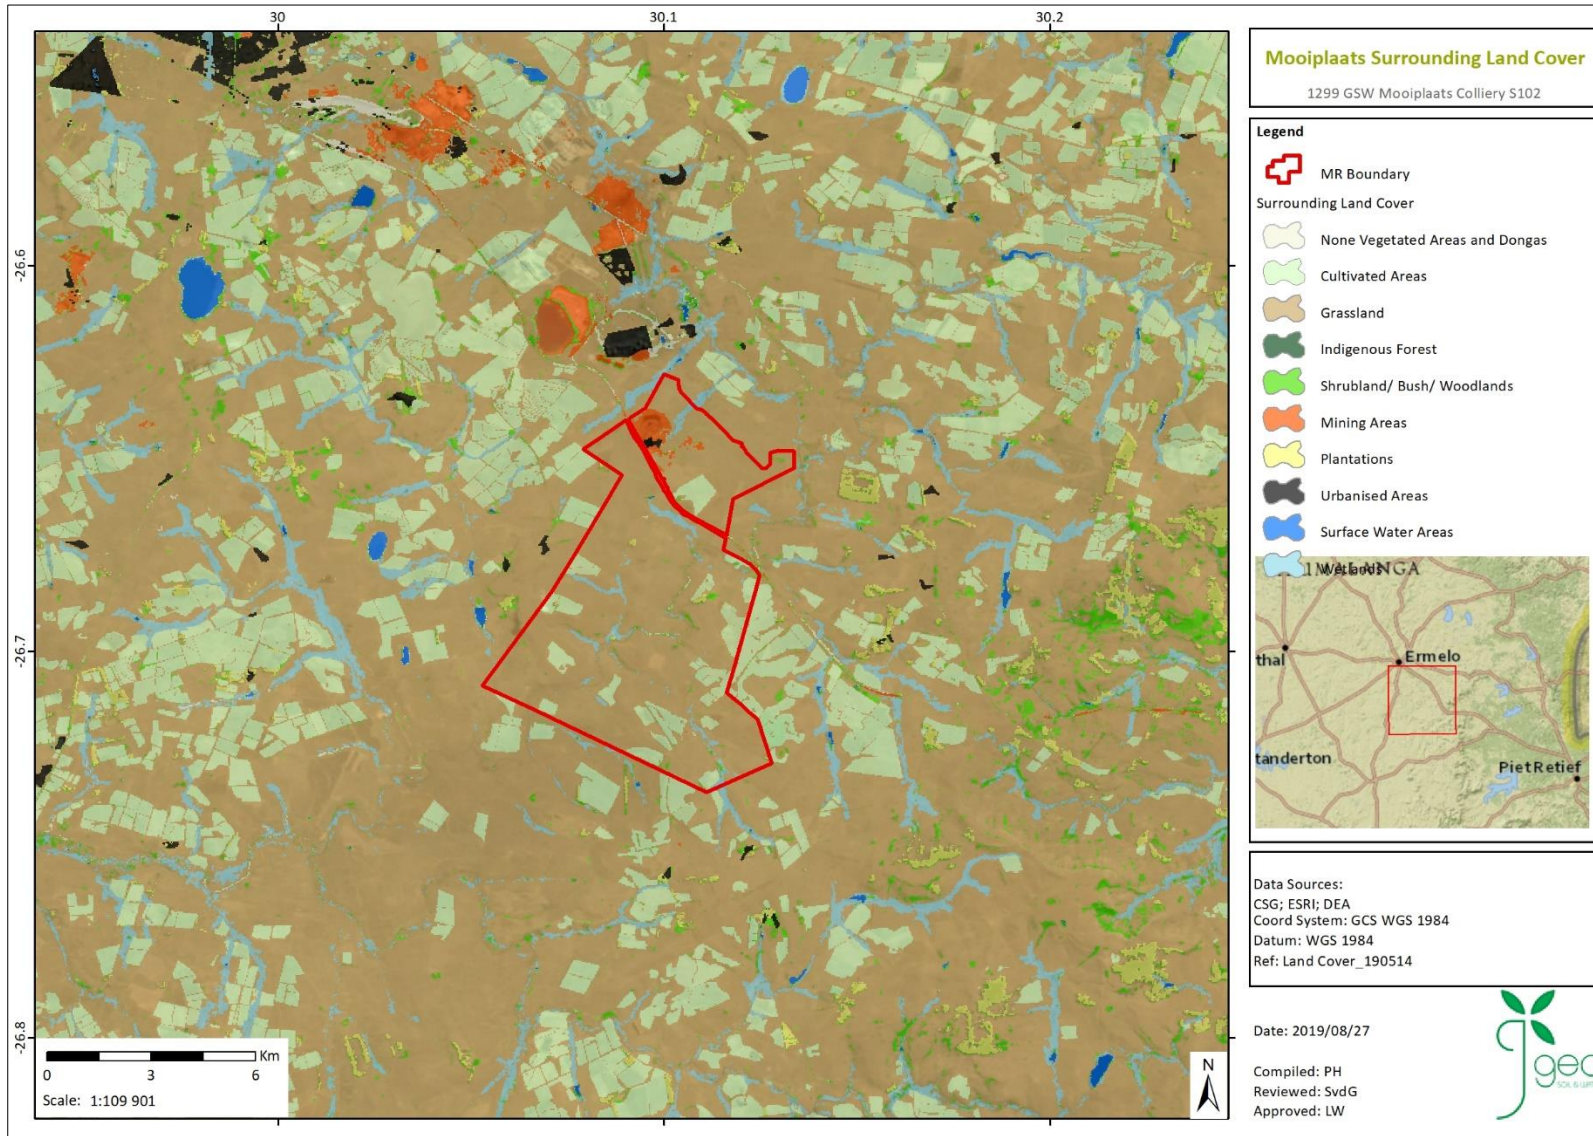 30
30.1
30.2
-26.6
-26.7
-26.8
Km
0
3
6
Scale: 1:109 901
N
Mooiplaats Surrounding Land Cover
1299 GSW Mooiplaats Colliery S102
Legend
MR Boundary
Surrounding Land Cover
None Vegetated Areas and Dongas
Cultivated Areas
Grassland
Indigenous Forest
Shrubland/ Bush/ Woodlands
Mining Areas
Plantations
Urbanised Areas
Surface Water Areas
Wetlands
thal
Ermelo
tanderton
Piet Retief
Data Sources:
CSG; ESRI; DEA
Coord System: GCS WGS 1984
Datum: WGS 1984
Ref: Land Cover_190514
Date: 2019/08/27
Compiled: PH
Reviewed: SvdG
Approved: LW